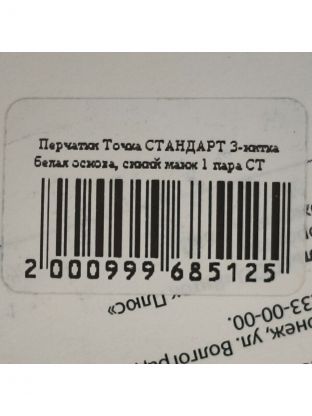 Перчатки Точка СТАНДАРТ 3-нитка
белая основа, синий манж 1 пара СТ
2 000999 685125
Плюс»
33-00-00.
онеж, ул. Волгогра